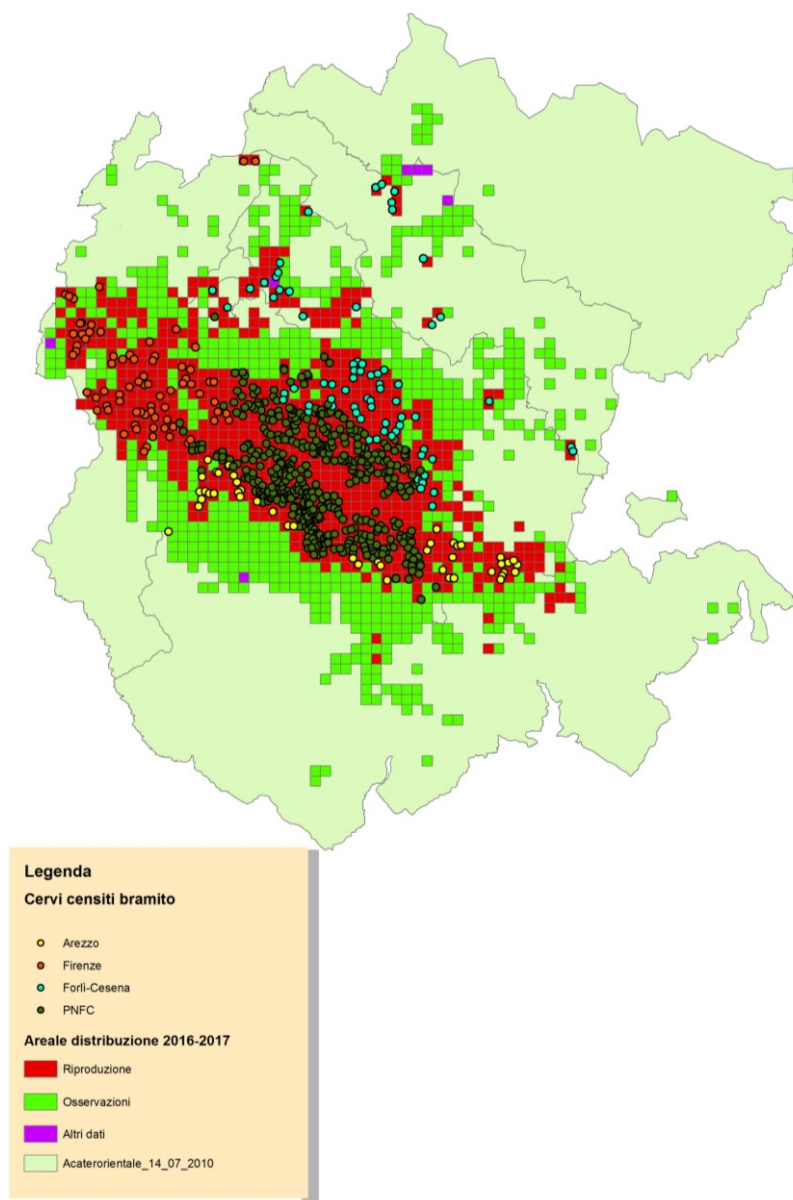 Legenda
Cervi censiti bramito
Arezzo
Firenze
Forlì-Cesena
PNFC
Areale distribuzione 2016-2017
Riproduzione
Osservazioni
Altri dati
Acaterorientale_14_07_2010